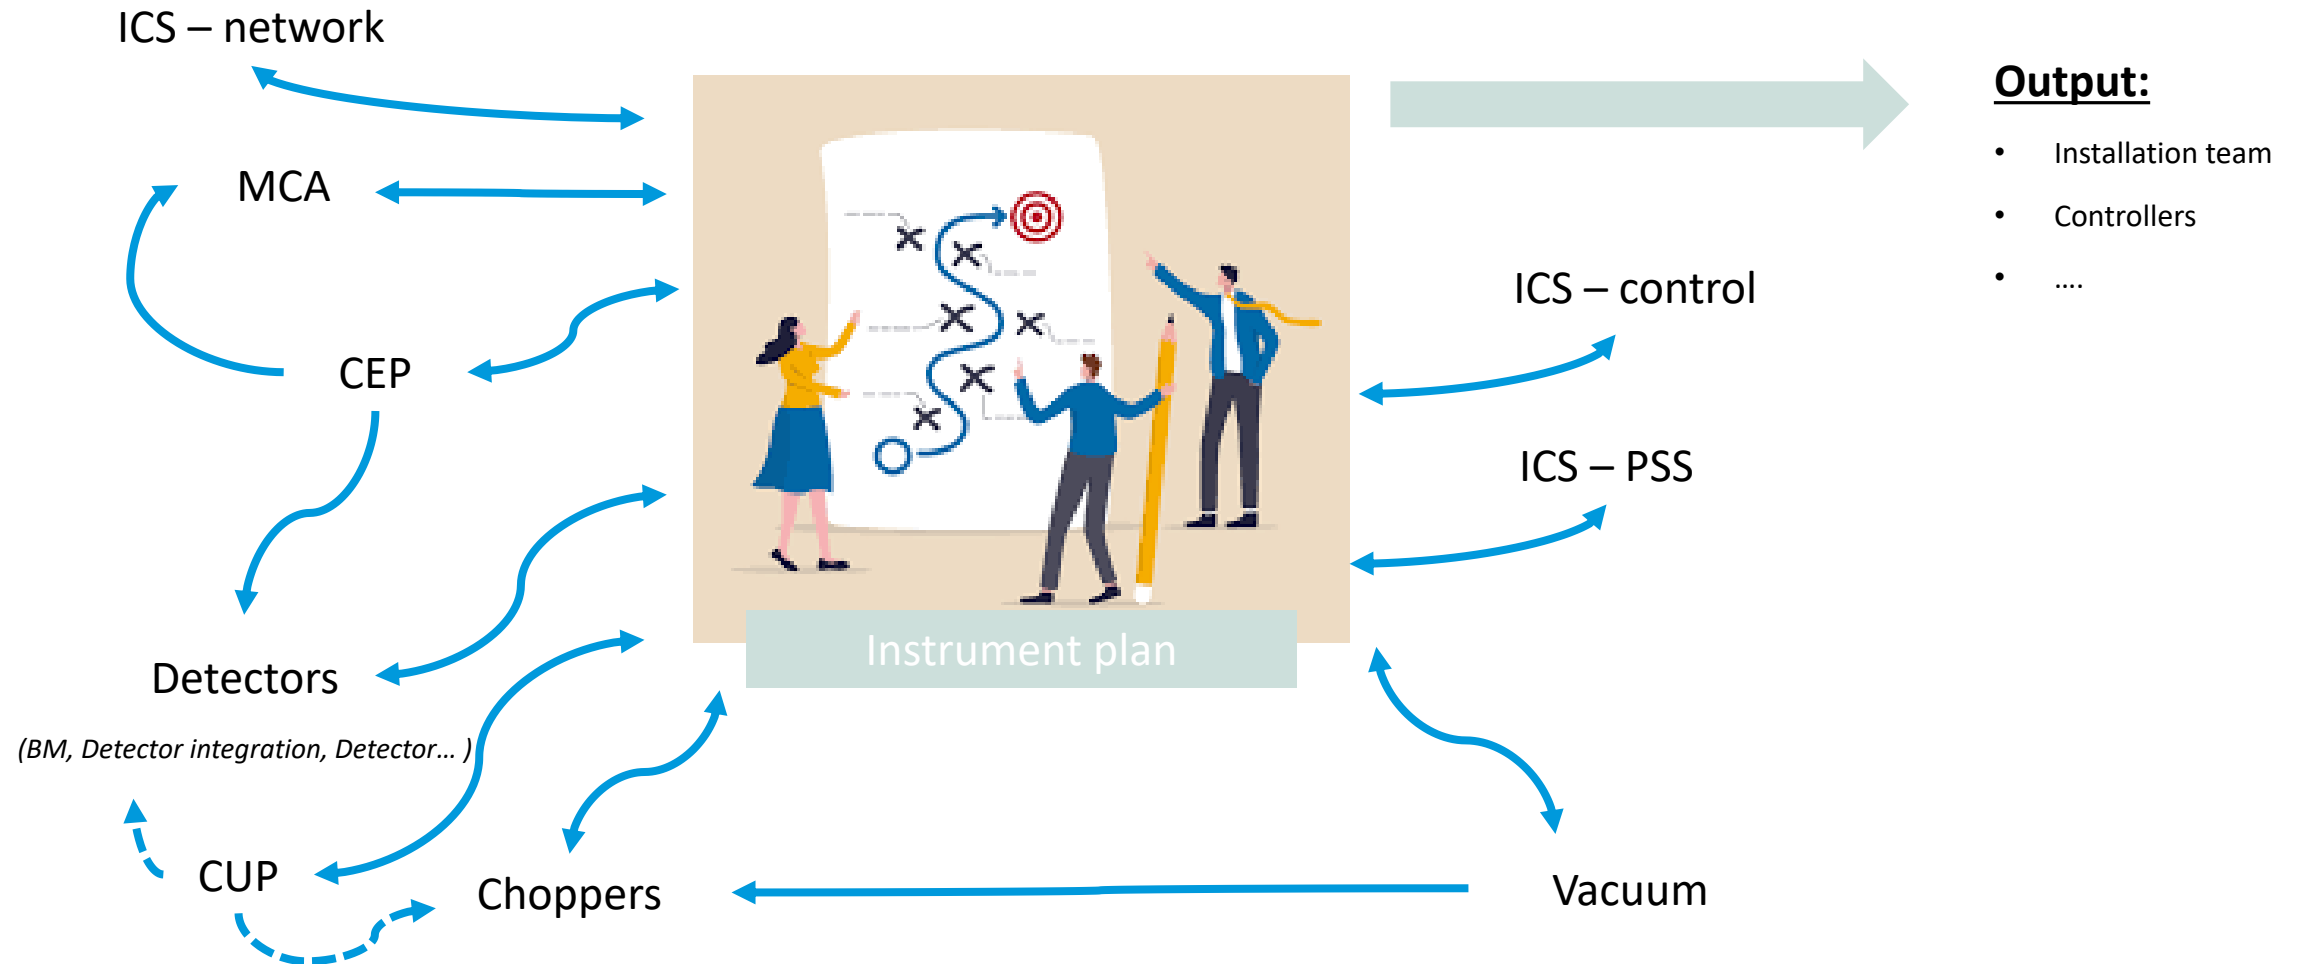 ICS – network
MCA
CEP
Detectors
(BM, Detector integration, Detector... )
CUP
Choppers
Instrument plan
Vacuum
ICS – control
ICS – PSS
Output:
• Installation team
• Controllers
• ....